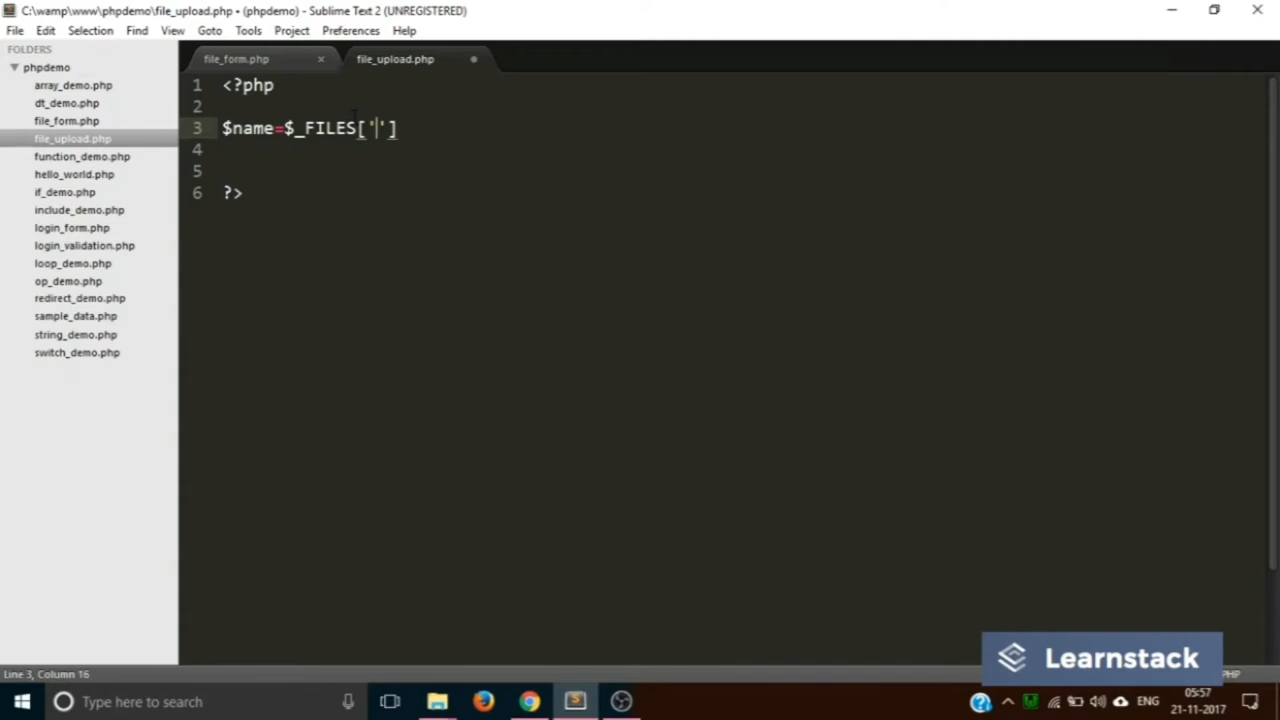 C:\wamp\www\phpdemo\file_upload.php • (phpdemo) - Sublime Text 2 (UNREGISTERED)
File Edit Selection Find View Goto Tools Project Preferences Help
FOLDERS
phpdemo
array_demo.php
dt_demo.php
file_form.php
file_upload.php
function_demo.php
hello_world.php
if_demo.php
include_demo.php
login_form.php
login_validation.php
loop_demo.php
op_demo.php
redirect_demo.php
sample_data.php
string_demo.php
switch_demo.php
file_form.php × file_upload.php
1 <?php
2
3 $name=$_FILES['']
4
5
6 ?>
Learnstack
Line 3, Column 16
PHP
Type here to search
ENG
05:57
21-11-2017